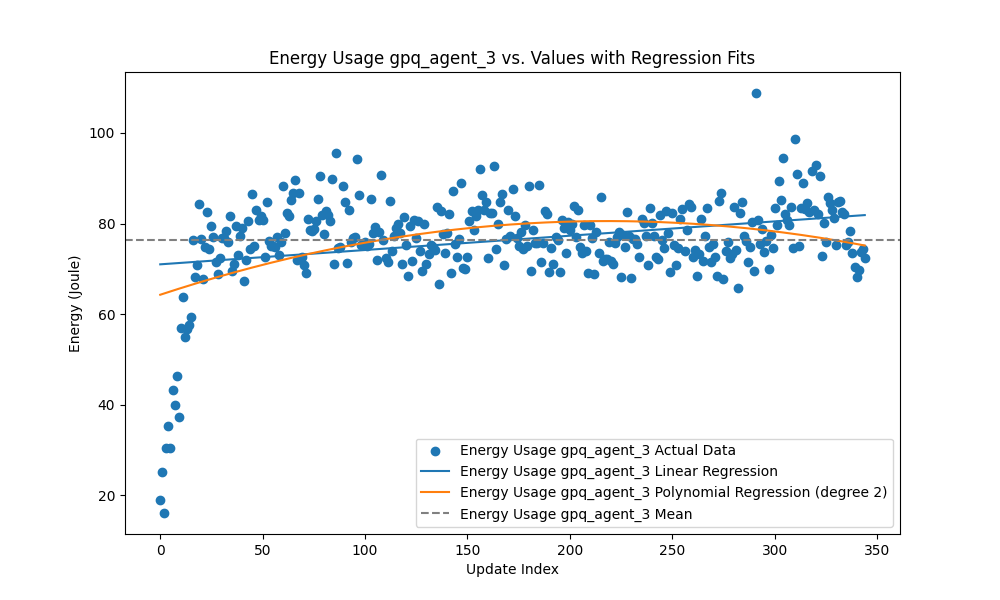 Energy Usage gpq_agent_3 vs. Values with Regression Fits
100
80
60
40
20
Energy (Joule)
0 50 100 150 200 250 300 350
Update Index
Energy Usage gpq_agent_3 Actual Data
Energy Usage gpq_agent_3 Linear Regression
Energy Usage gpq_agent_3 Polynomial Regression (degree 2)
Energy Usage gpq_agent_3 Mean